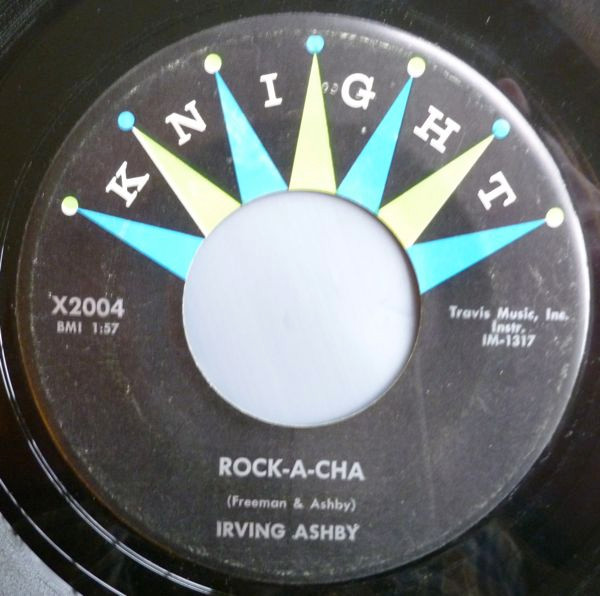 KNIGHT
X2004
BMI 1:57
Travis Music, Inc.
Instr.
IM-1317
ROCK-A-CHA
(Freeman & Ashby)
IRVING ASHBY